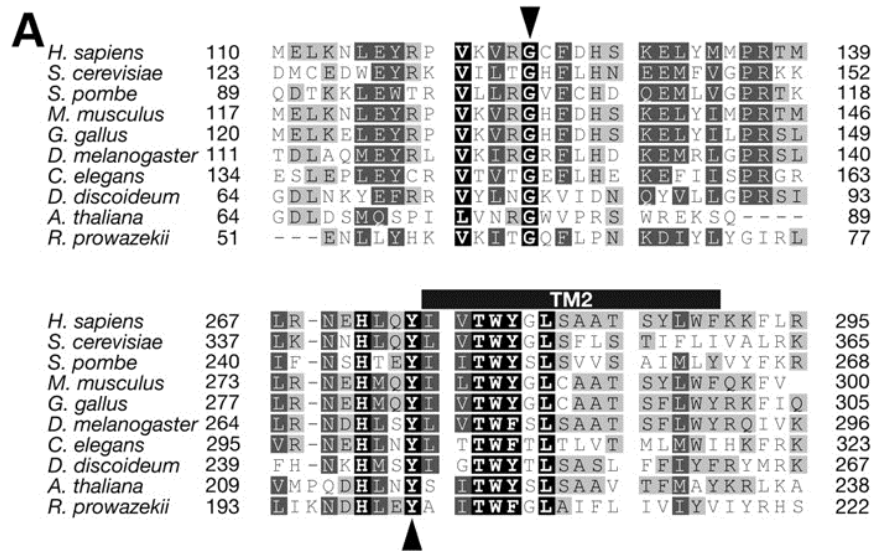 A
H. sapiens 110 MELKNLEYRP VKVRGCFDHS KELYMMPRTM 139
S. cerevisiae 123 DMCEDWEYRK VILTGHFLHN EEMFVGPRKK 152
S. pombe 89 QDTKKLEWTR VLLRGVFCHD QEMLVGPRTK 118
M. musculus 117 MELKNLEYRP VKVRGHFDHS KELYIMPRTM 146
G. gallus 120 MELKELEYRP VKVRGHFDHS KELYILPRSL 149
D. melanogaster 111 TDLAQMEYRL VKIRGRFLHD KEMRLGPRSL 140
C. elegans 134 ESLEPLEYCR VTVTGEFLHE KEFIISPRGR 163
D. discoideum 64 GDLNKYEFRR VYLNGKVIDN QYVLLGPRSI 93
A. thaliana 64 GDLDSMQSPI LVNRGWVPRS WREKSQ---- 89
R. prowazekii 51 ---ENLLYHK VKITGQFLPN KDIYLYGIRL 77
TM2
H. sapiens 267 LR-NEHLQYI VTWYGLSAAT SYLWFKKFLR 295
S. cerevisiae 337 LK-NNHLQYI LTWYGLSFLS TIFLIVALRK 365
S. pombe 240 IF-NSHTEYI ITWYSLSVVS AIMLYVYFKR 268
M. musculus 273 LR-NEHMQYI LTWYGLCAAT SYLWFQKFV 300
G. gallus 277 LR-NEHMQYI VTWYGLSAAT SFLWYRKFIQ 305
D. melanogaster 264 LR-NDHLSYL VTWFSLSAAT SFLWYRQIVK 296
C. elegans 295 VR-NEHLNYL TTWFTLTLVT MLMWIHKFRK 323
D. discoideum 239 FH-NKHMSYI GTWYTLSASL FFIYFRYMRK 267
A. thaliana 209 VMPQDHLNYS ITWYSLSAAV TFMAYKRLKA 238
R. prowazekii 193 LIKNDHLEYA ITWFGLAIFL IVIYVIYRHS 222